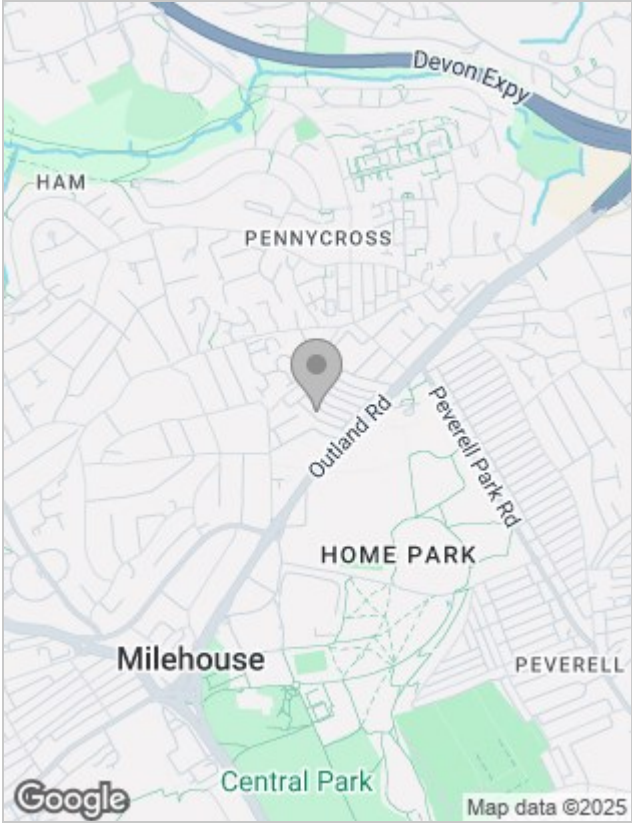 Devon Expy
HAM
PENNYCROSS
Outland Rd
Peverell Park Rd
HOME PARK
Milehouse
PEVERELL
Central Park
Google
Map data ©2025